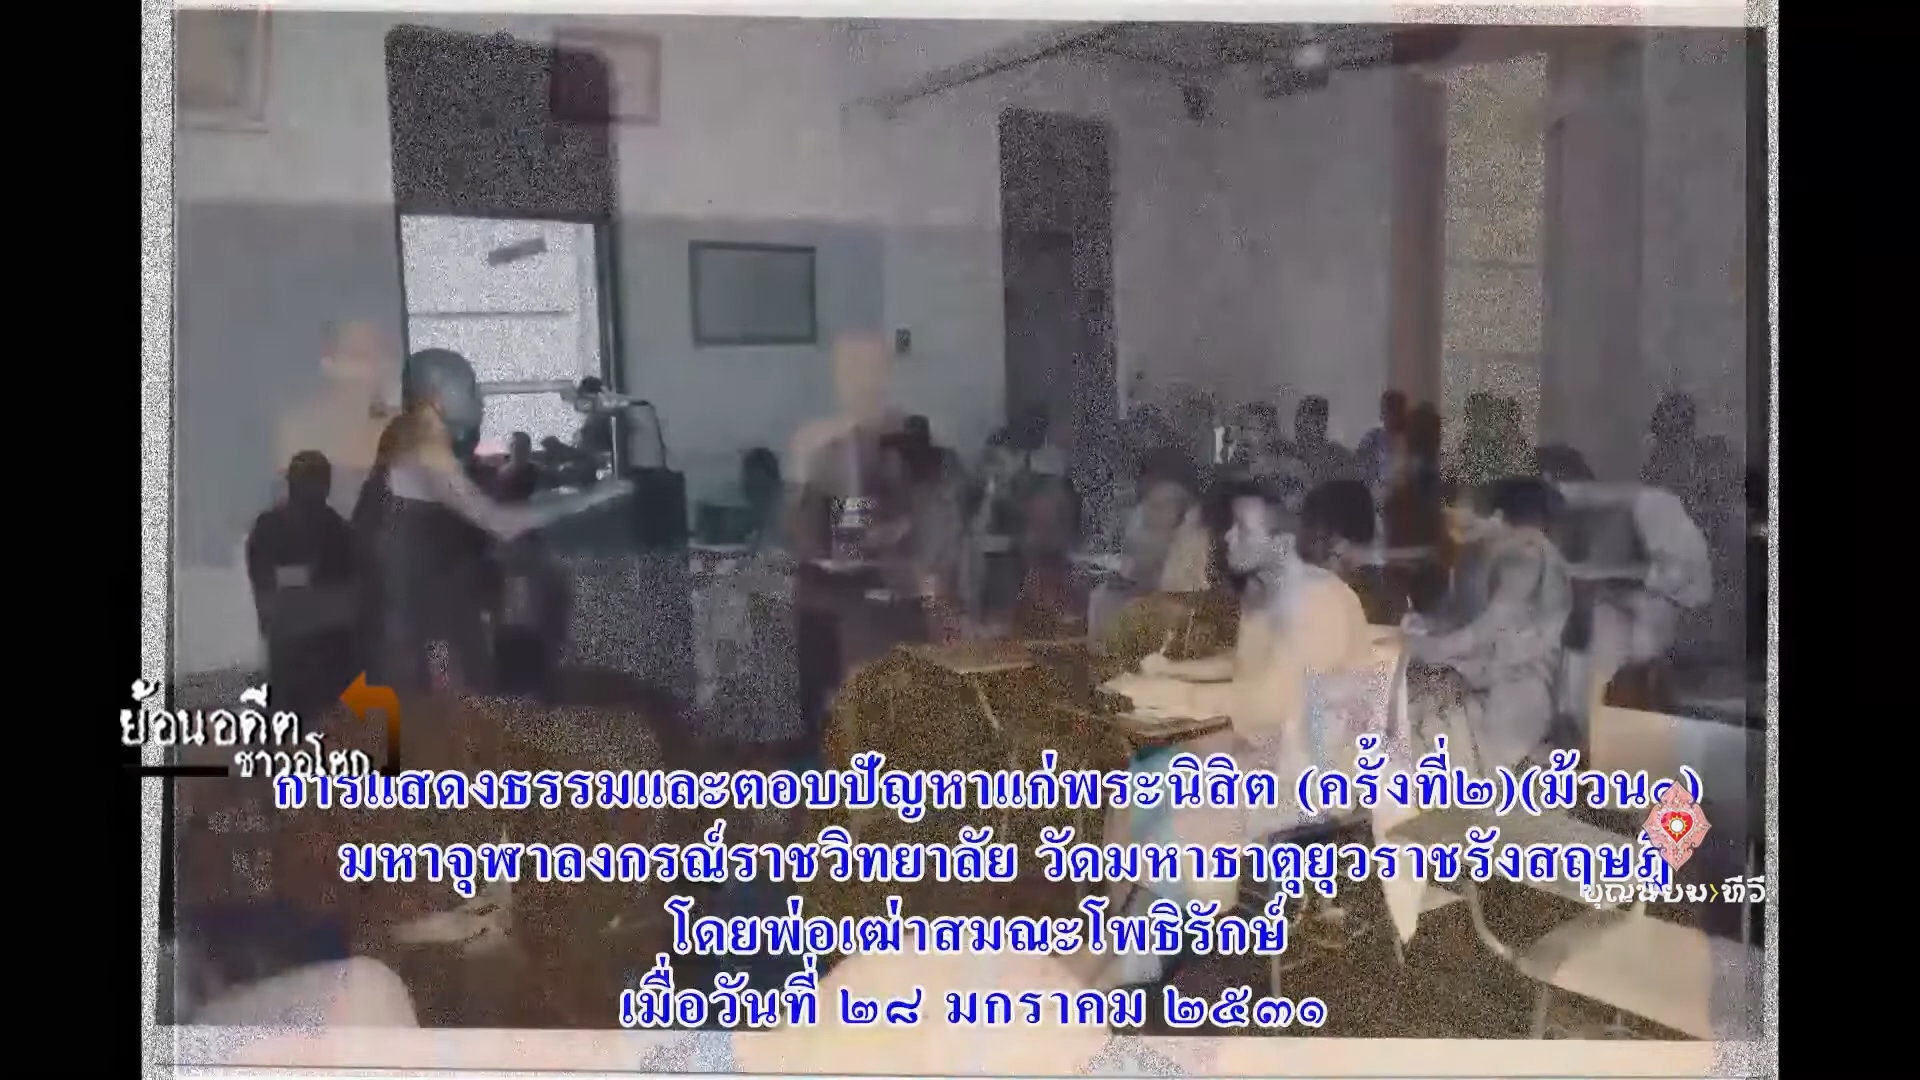 ย้อนอดีต
ชาวอโศก
การแสดงธรรมและตอบปัญหาแก่พระนิสิต (ครั้งที่๒)(ม้วน๑)
มหาจุฬาลงกรณ์ราชวิทยาลัย วัดมหาธาตุยุวราชรังสฤษฎิ์
โดยพ่อเฒ่าสมณะโพธิรักษ์
เมื่อวันที่ ๒๘ มกราคม ๒๕๓๑
บุญนิยม>ทีวี